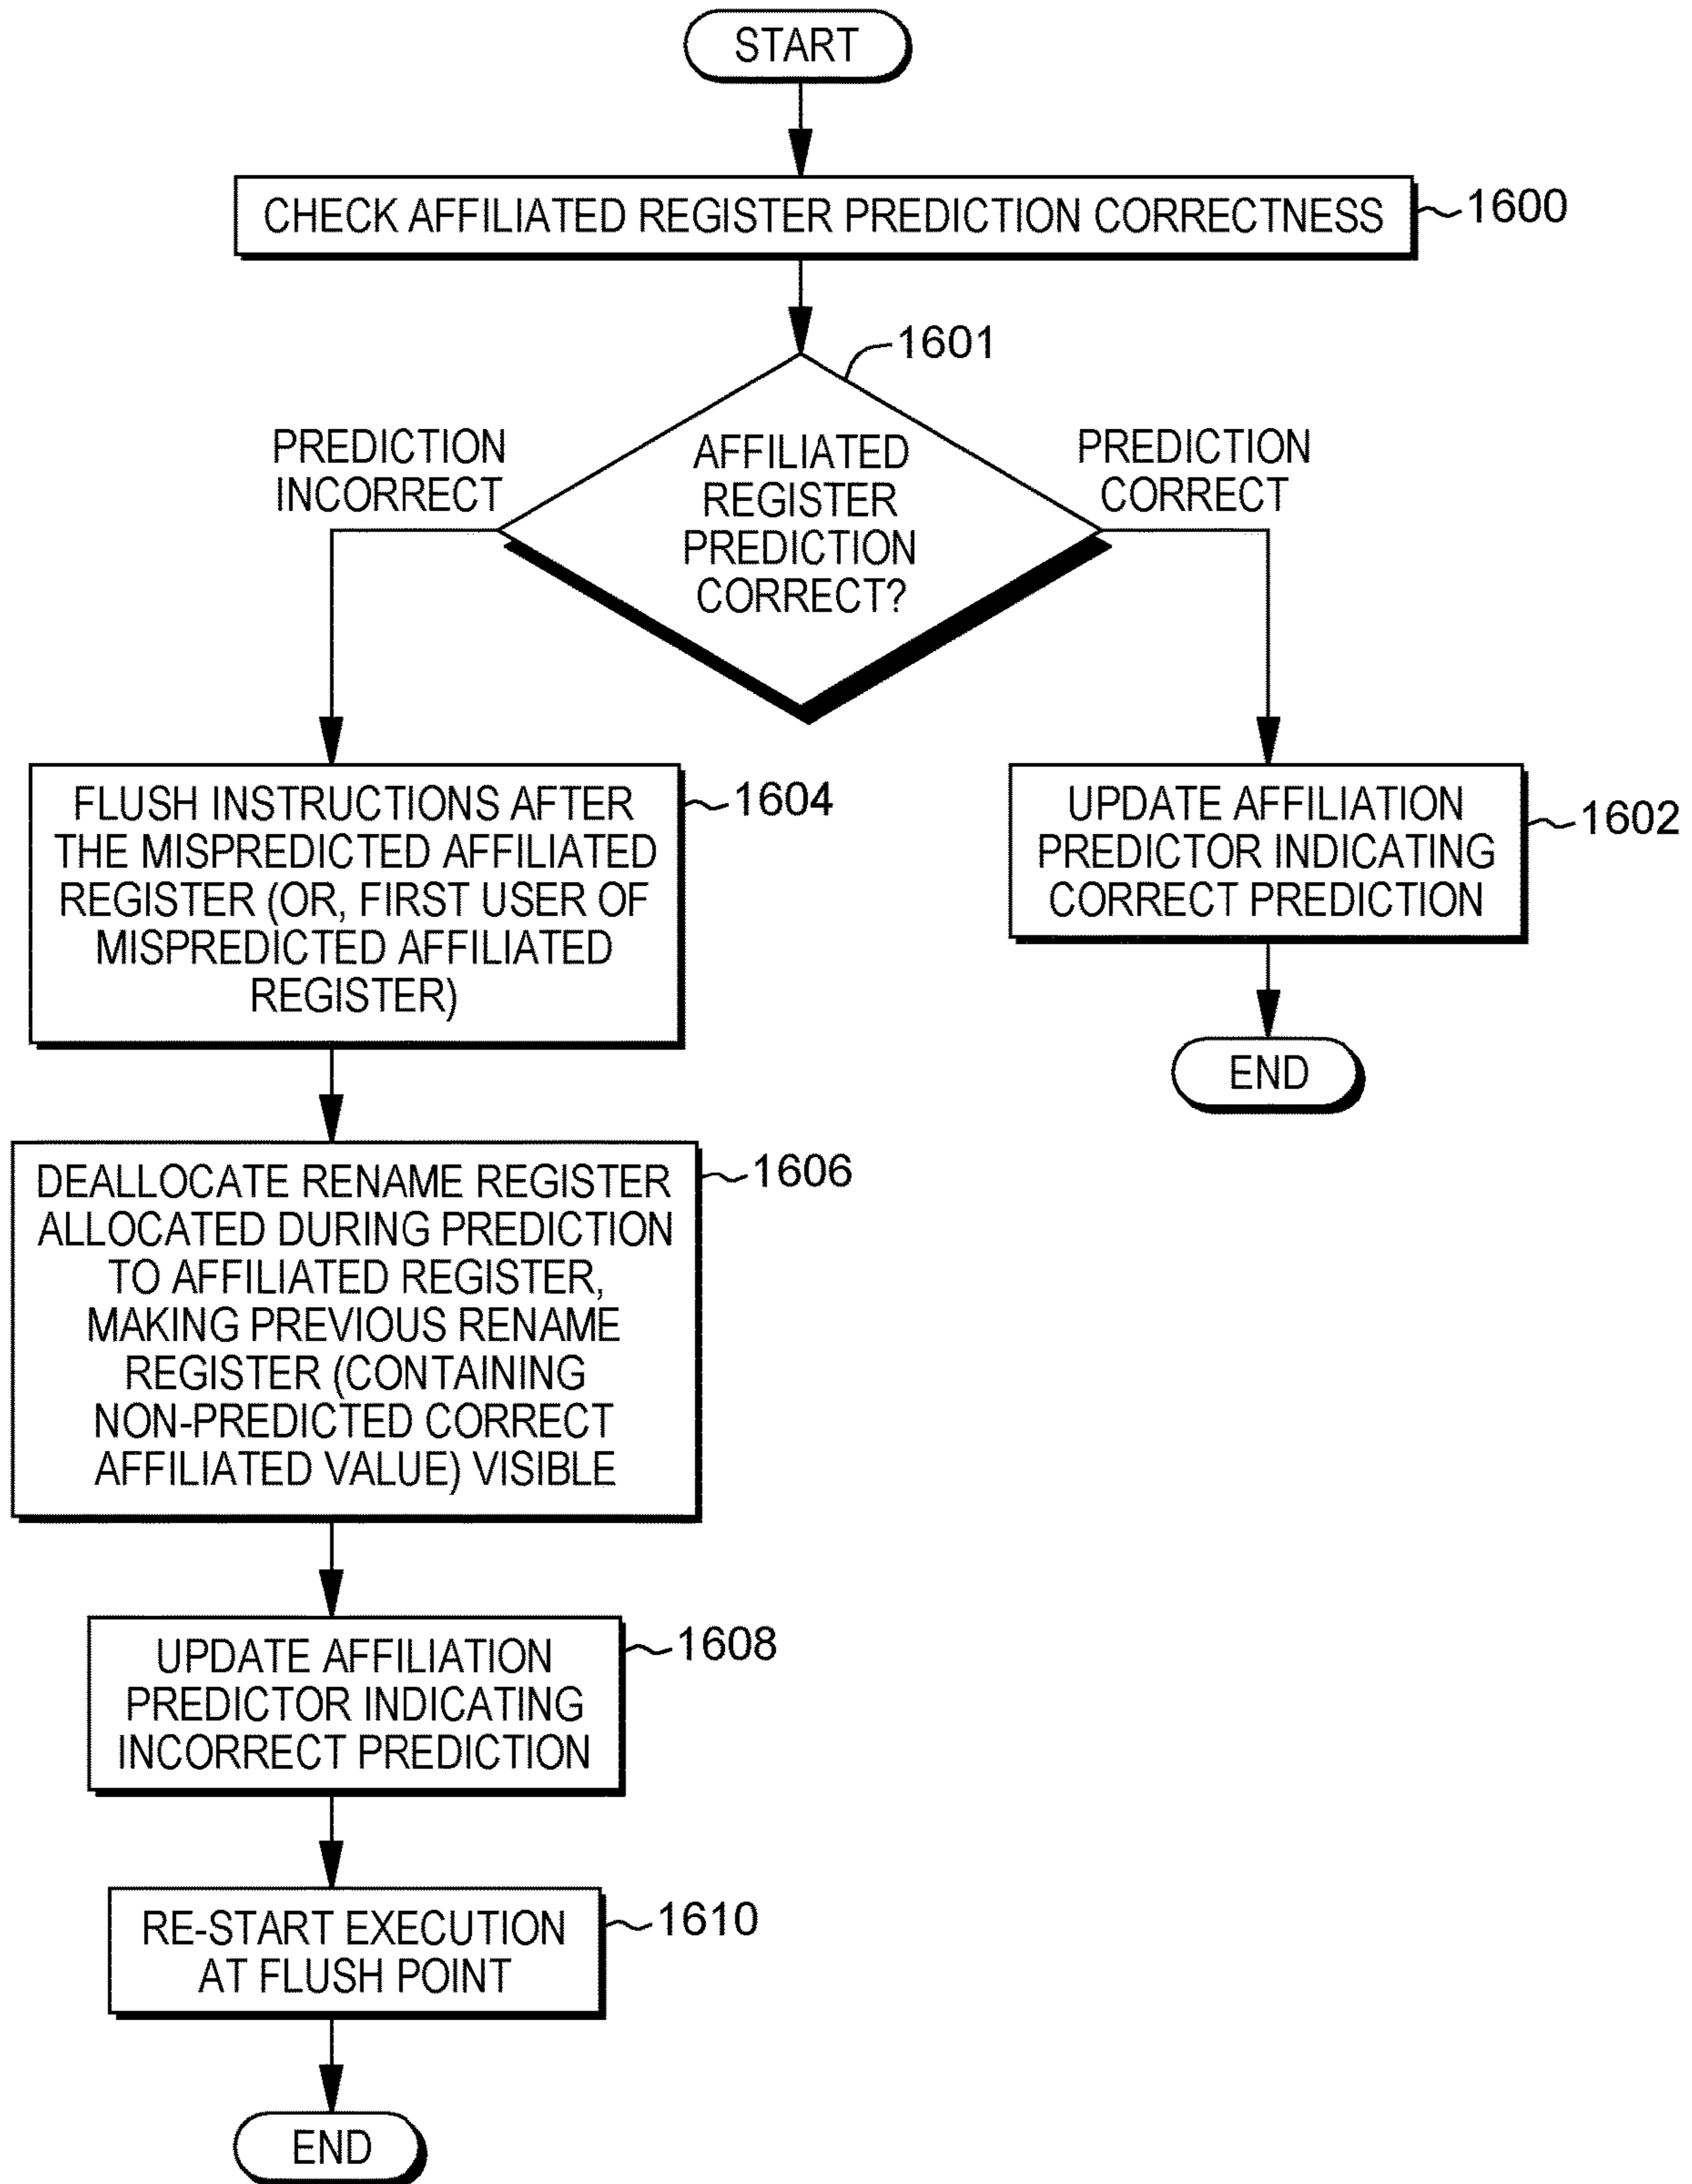 START
CHECK AFFILIATED REGISTER PREDICTION CORRECTNESS
1600
1601
PREDICTION
INCORRECT
AFFILIATED
REGISTER
PREDICTION
CORRECT?
PREDICTION
CORRECT
FLUSH INSTRUCTIONS AFTER
THE MISPREDICTED AFFILIATED
REGISTER (OR, FIRST USER OF
MISPREDICTED AFFILIATED
REGISTER)
1604
UPDATE AFFILIATION
PREDICTOR INDICATING
CORRECT PREDICTION
1602
END
DEALLOCATE RENAME REGISTER
ALLOCATED DURING PREDICTION
TO AFFILIATED REGISTER,
MAKING PREVIOUS RENAME
REGISTER (CONTAINING
NON-PREDICTED CORRECT
AFFILIATED VALUE) VISIBLE
1606
UPDATE AFFILIATION
PREDICTOR INDICATING
INCORRECT PREDICTION
1608
RE-START EXECUTION
AT FLUSH POINT
1610
END